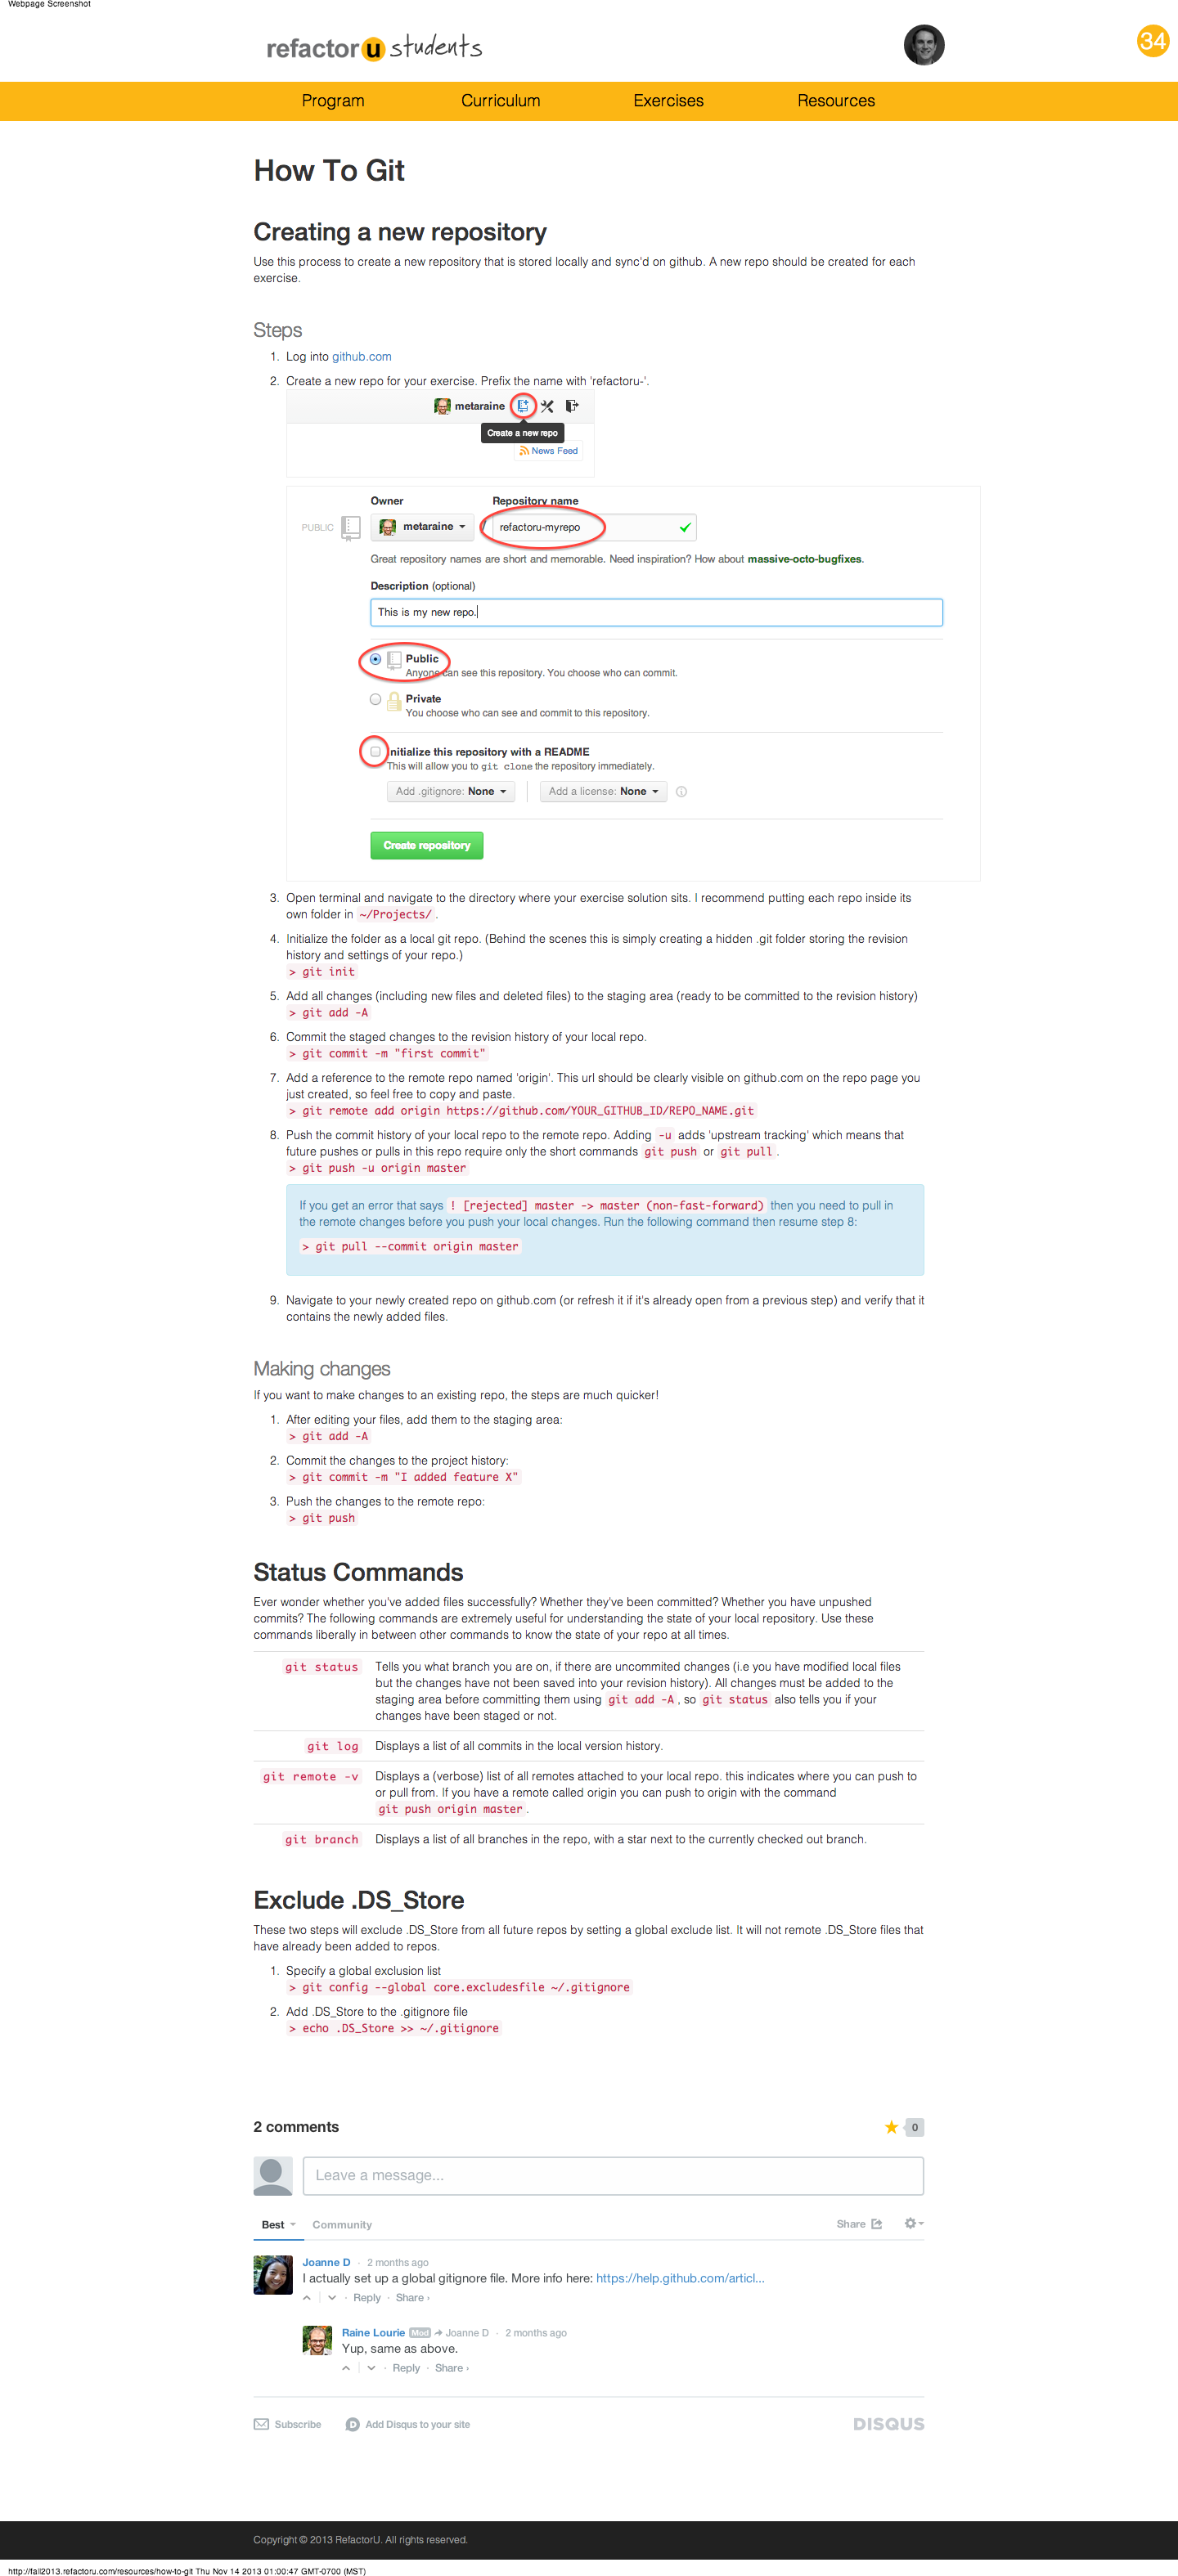 Webpage Screenshot
refactor u students
34
Program Curriculum Exercises Resources
How To Git
Creating a new repository
Use this process to create a new repository that is stored locally and sync'd on github. A new repo should be created for each
exercise.
Steps
1. Log into github.com
2. Create a new repo for your exercise. Prefix the name with 'refactoru-'.
metaraine
Create a new repo
News Feed
Owner Repository name
PUBLIC metaraine / refactoru-myrepo
Great repository names are short and memorable. Need inspiration? How about massive-octo-bugfixes.
Description (optional)
This is my new repo.
Public
Anyone can see this repository. You choose who can commit.
Private
You choose who can see and commit to this repository.
Initialize this repository with a README
This will allow you to git clone the repository immediately.
Add .gitignore: None Add a license: None
Create repository
3. Open terminal and navigate to the directory where your exercise solution sits. I recommend putting each repo inside its
own folder in ~/Projects/ .
4. Initialize the folder as a local git repo. (Behind the scenes this is simply creating a hidden .git folder storing the revision
history and settings of your repo.)
> git init
5. Add all changes (including new files and deleted files) to the staging area (ready to be committed to the revision history)
> git add -A
6. Commit the staged changes to the revision history of your local repo.
> git commit -m "first commit"
7. Add a reference to the remote repo named 'origin'. This url should be clearly visible on github.com on the repo page you
just created, so feel free to copy and paste.
> git remote add origin https://github.com/YOUR_GITHUB_ID/REPO_NAME.git
8. Push the commit history of your local repo to the remote repo. Adding -u adds 'upstream tracking' which means that
future pushes or pulls in this repo require only the short commands git push or git pull .
> git push -u origin master
If you get an error that says ! [rejected] master -> master (non-fast-forward) then you need to pull in
the remote changes before you push your local changes. Run the following command then resume step 8:
> git pull --commit origin master
9. Navigate to your newly created repo on github.com (or refresh it if it's already open from a previous step) and verify that it
contains the newly added files.
Making changes
If you want to make changes to an existing repo, the steps are much quicker!
1. After editing your files, add them to the staging area:
> git add -A
2. Commit the changes to the project history:
> git commit -m "I added feature X"
3. Push the changes to the remote repo:
> git push
Status Commands
Ever wonder whether you've added files successfully? Whether they've been committed? Whether you have unpushed
commits? The following commands are extremely useful for understanding the state of your local repository. Use these
commands liberally in between other commands to know the state of your repo at all times.
git status Tells you what branch you are on, if there are uncommited changes (i.e you have modified local files
but the changes have not been saved into your revision history). All changes must be added to the
staging area before committing them using git add -A , so git status also tells you if your
changes have been staged or not.
git log Displays a list of all commits in the local version history.
git remote -v Displays a (verbose) list of all remotes attached to your local repo. this indicates where you can push to
or pull from. If you have a remote called origin you can push to origin with the command
git push origin master .
git branch Displays a list of all branches in the repo, with a star next to the currently checked out branch.
Exclude .DS_Store
These two steps will exclude .DS_Store from all future repos by setting a global exclude list. It will not remote .DS_Store files that
have already been added to repos.
1. Specify a global exclusion list
> git config --global core.excludesfile ~/.gitignore
2. Add .DS_Store to the .gitignore file
> echo .DS_Store >> ~/.gitignore
2 comments 0
Leave a message...
Best Community Share
Joanne D · 2 months ago
I actually set up a global gitignore file. More info here: https://help.github.com/articl...
· Reply · Share ›
Raine Lourie Mod Joanne D · 2 months ago
Yup, same as above.
· Reply · Share ›
Subscribe D Add Disqus to your site DISQUS
Copyright © 2013 RefactorU. All rights reserved.
http://fall2013.refactoru.com/resources/how-to-git Thu Nov 14 2013 01:00:47 GMT-0700 (MST)